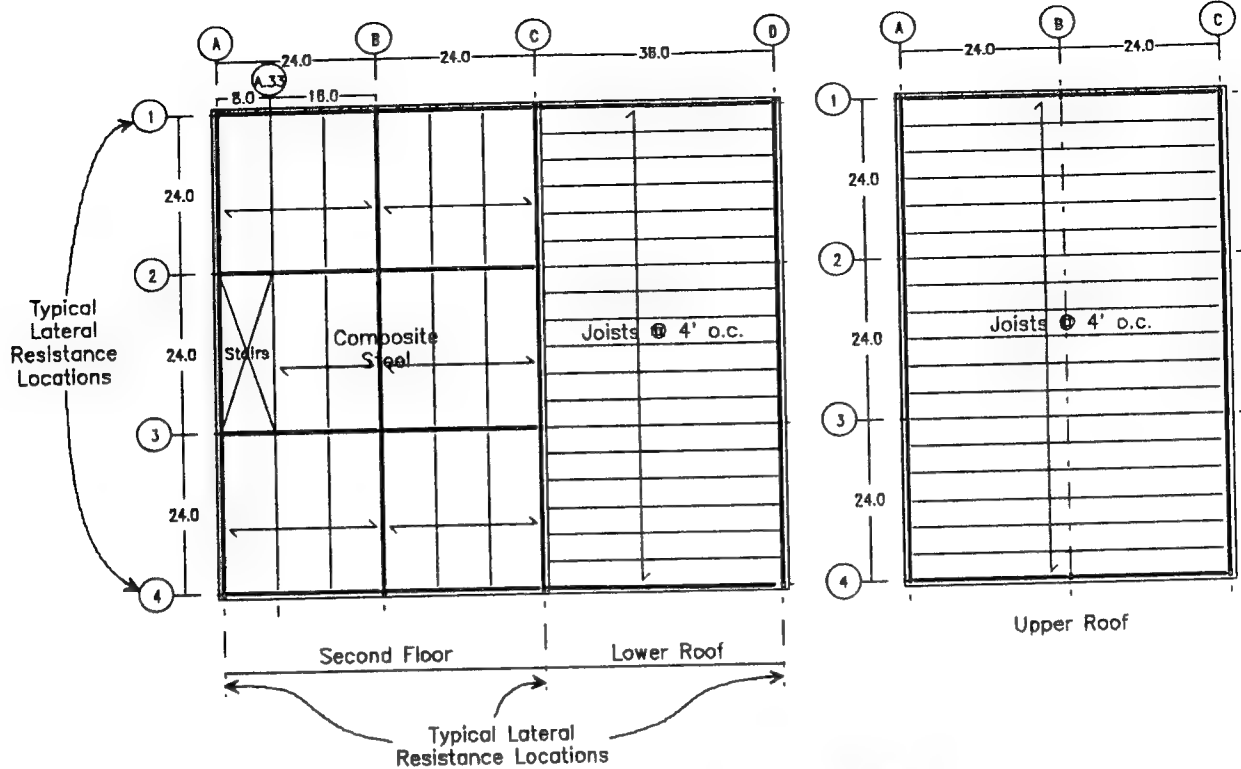 A B C D
24.0 24.0 36.0
A.33
8.0 16.0
1
24.0
2
24.0
3
24.0
4
Typical
Lateral
Resistance
Locations
Stairs
Composite
Steel
Joists @ 4' o.c.
Second Floor
Lower Roof
Typical Lateral
Resistance Locations
A B C
24.0 24.0
1
24.0
2
24.0
3
24.0
4
Joists @ 4' o.c.
Upper Roof